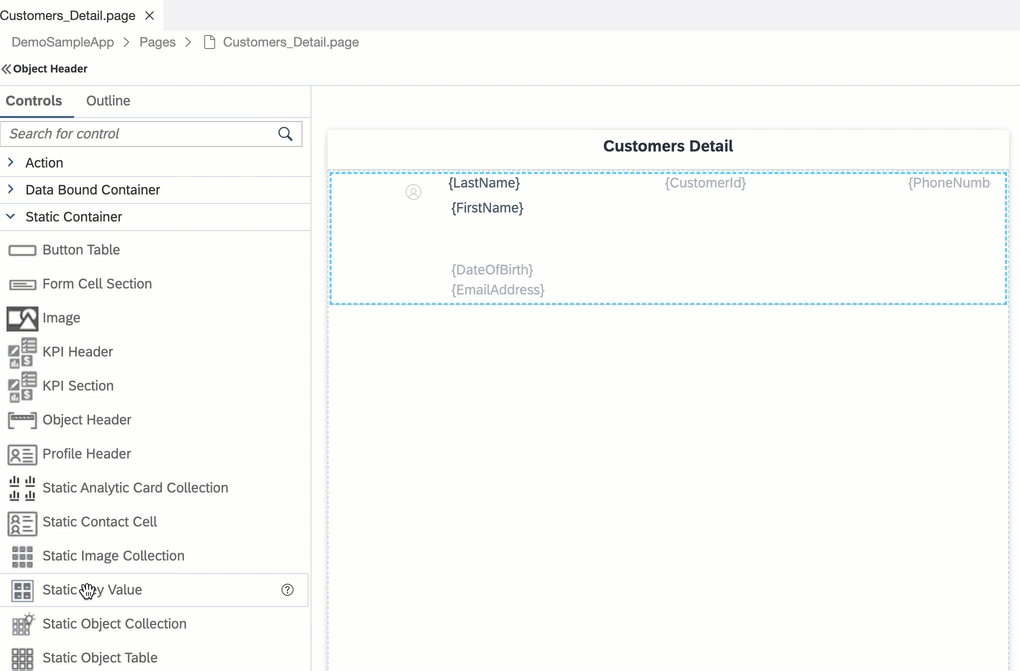 Customers_Detail.page
DemoSampleApp > Pages > Customers_Detail.page
Object Header
Controls Outline
Search for control
Action
Data Bound Container
Static Container
Button Table
Form Cell Section
Image
KPI Header
KPI Section
Object Header
Profile Header
Static Analytic Card Collection
Static Contact Cell
Static Image Collection
Static Key Value
Static Object Collection
Static Object Table
Customers Detail
{LastName} {CustomerId} {PhoneNumb
{FirstName}
{DateOfBirth}
{EmailAddress}